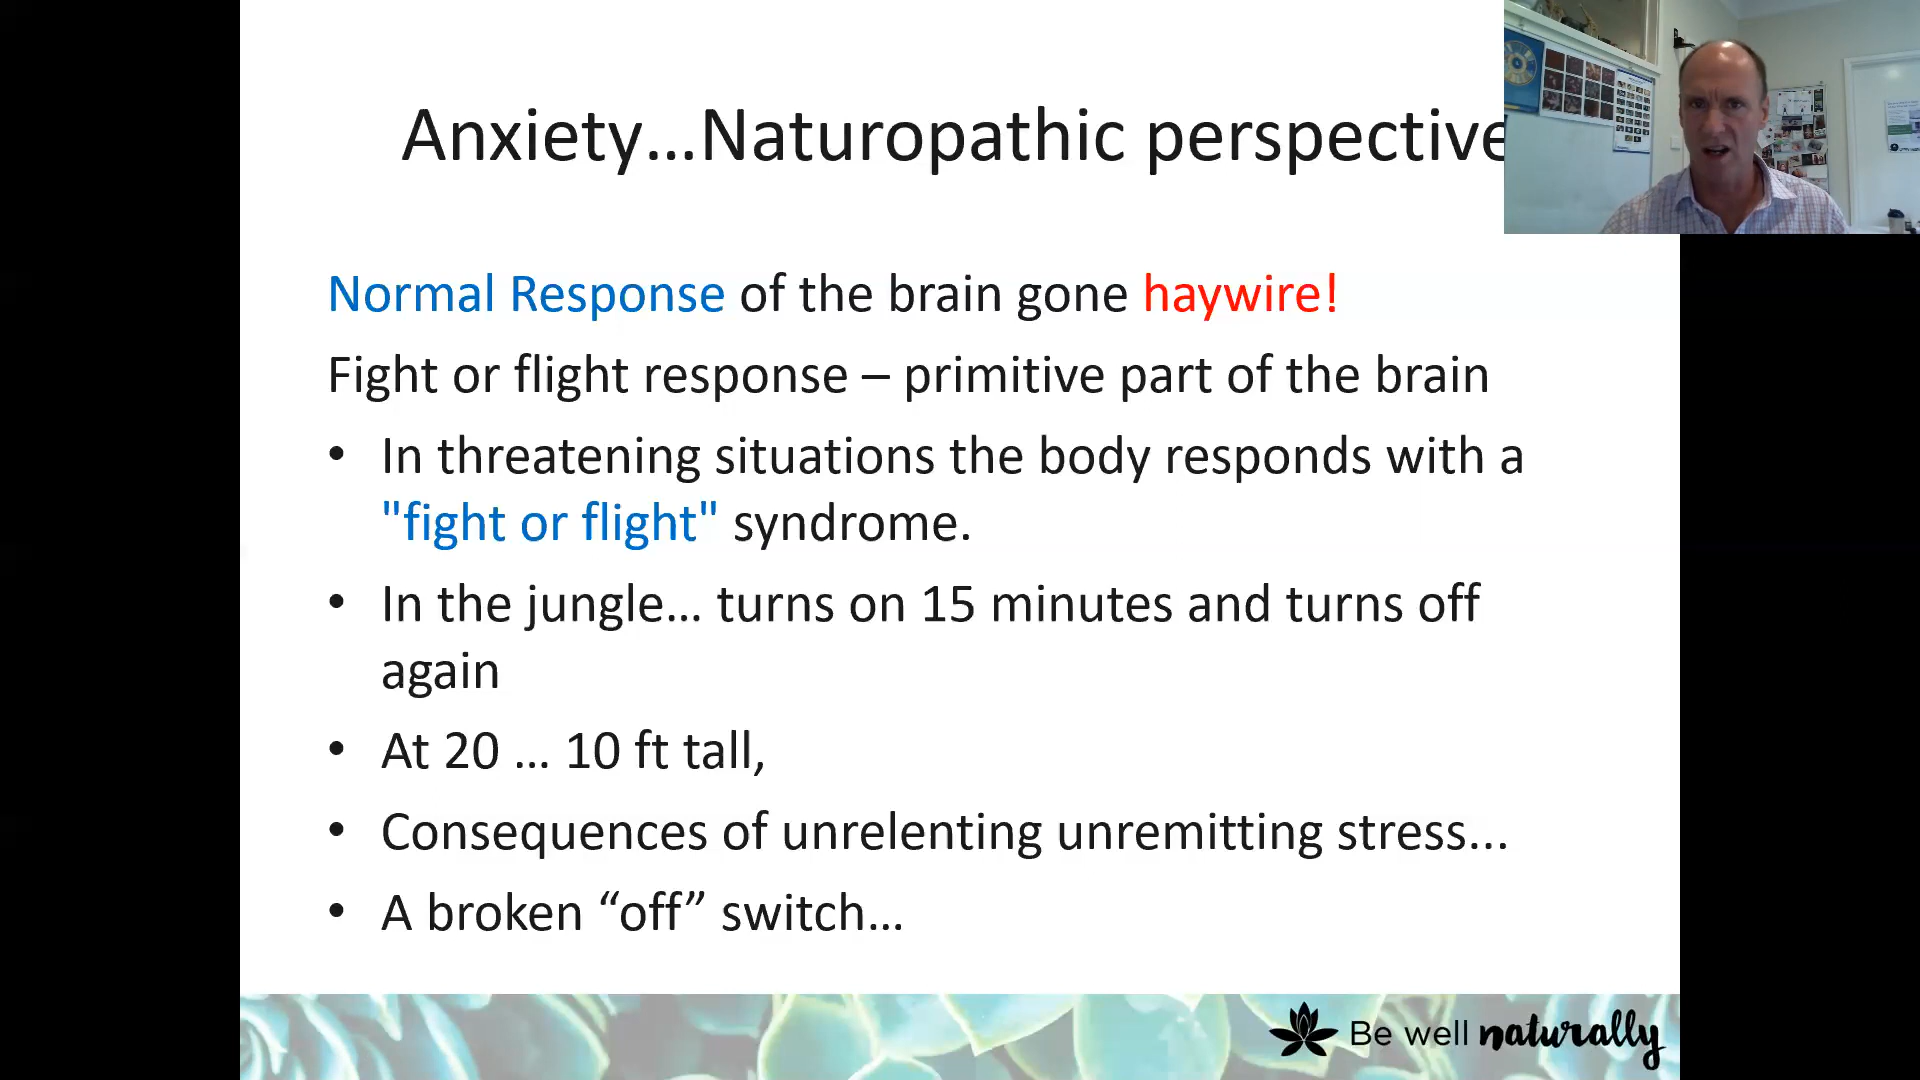 Anxiety...Naturopathic perspective
Normal Response of the brain gone haywire!
Fight or flight response – primitive part of the brain
• In threatening situations the body responds with a
"fight or flight" syndrome.
• In the jungle... turns on 15 minutes and turns off
again
• At 20 ... 10 ft tall,
• Consequences of unrelenting unremitting stress...
• A broken “off” switch...
Be well naturally